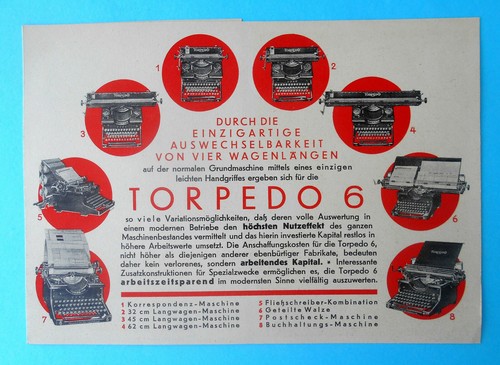 1
2
3
4
DURCH DIE
EINZIGARTIGE
AUSWECHSELBARKEIT
VON VIER WAGENLÄNGEN
auf der normalen Grundmaschine mittels eines einzigen
leichten Handgriffes ergeben sich für die
5
TORPEDO 6
6
so viele Variationsmöglichkeiten, daß deren volle Auswertung in
einem modernen Betriebe den höchsten Nutzeffekt des ganzen
Maschinenbestandes vermittelt und das hierin investierte Kapital restlos in
höhere Arbeitswerte umsetzt. Die Anschaffungskosten für die Torpedo 6,
nicht höher als diejenigen anderer ebenbürtiger Fabrikate, bedeuten
daher kein verlorenes, sondern arbeitendes Kapital. • Interessante
Zusatzkonstruktionen für Spezialzwecke ermöglichen es, die Torpedo 6
arbeitszeitsparend im modernsten Sinne vielfältig auszuwerten.
7
8
1 Korrespondenz-Maschine
2 32 cm Langwagen-Maschine
3 45 cm Langwagen-Maschine
4 62 cm Langwagen-Maschine
5 Fließschreiber-Kombination
6 Geteilte Walze
7 Postscheck-Maschine
8 Buchhaltungs-Maschine